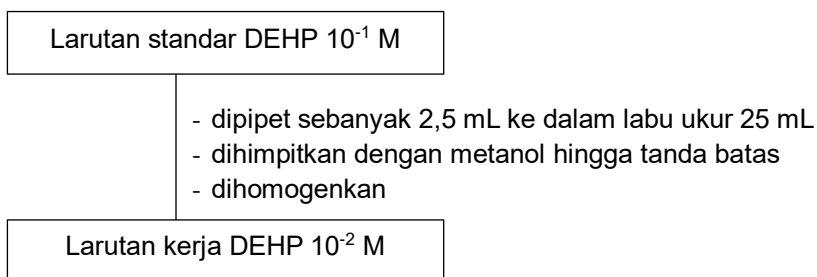 Larutan standar DEHP 10⁻¹ M
- dipipet sebanyak 2,5 mL ke dalam labu ukur 25 mL
- dihimpitkan dengan metanol hingga tanda batas
- dihomogenkan
Larutan kerja DEHP 10⁻² M